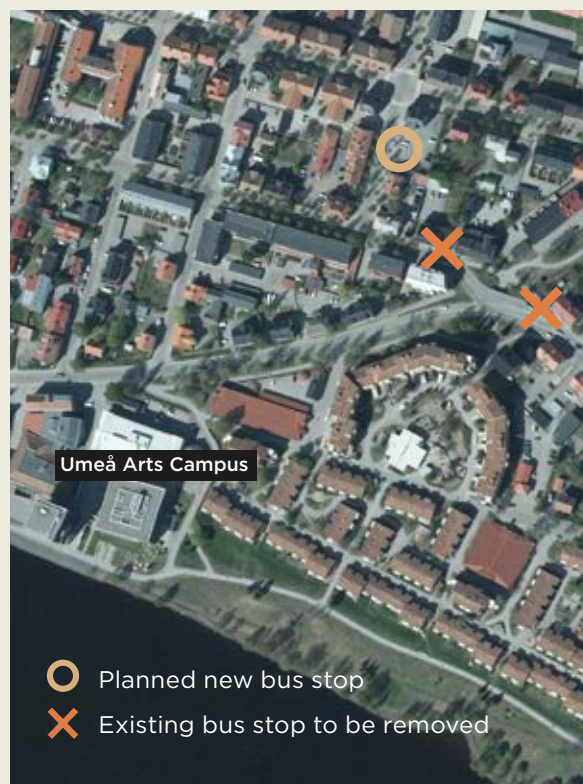 Umeå Arts Campus
Planned new bus stop
Existing bus stop to be removed